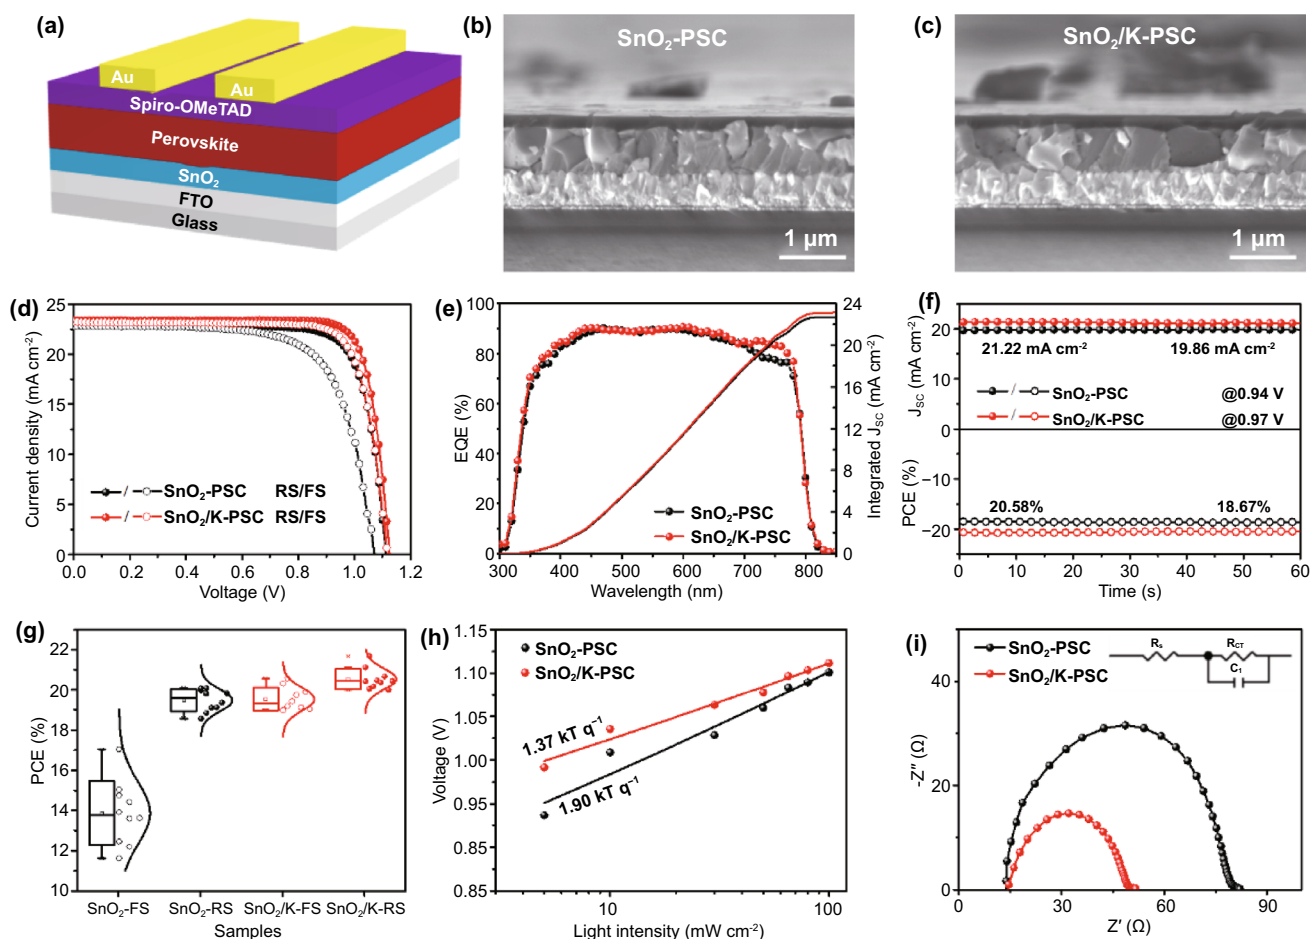 (a)
Au
Au
Spiro-OMeTAD
Perovskite
SnO₂
FTO
Glass
(b)
SnO₂-PSC
1 μm
(c)
SnO₂/K-PSC
1 μm
(d)
Current density (mA cm⁻²)
25
20
15
10
5
0
SnO₂-PSC RS/FS
SnO₂/K-PSC RS/FS
0.0 0.2 0.4 0.6 0.8 1.0 1.2
Voltage (V)
(e)
EQE (%)
100
80
60
40
20
0
SnO₂-PSC
SnO₂/K-PSC
24
20
16
12
8
4
0
Integrated J_SC (mA cm⁻²)
300 400 500 600 700 800
Wavelength (nm)
(f)
J_SC (mA cm⁻²)
PCE (%)
20
0
−20
21.22 mA cm⁻² 19.86 mA cm⁻²
/ SnO₂-PSC @0.94 V
/ SnO₂/K-PSC @0.97 V
20.58% 18.67%
0 10 20 30 40 50 60
Time (s)
(g)
PCE (%)
22
20
18
16
14
12
10
SnO₂-FS SnO₂-RS SnO₂/K-FS SnO₂/K-RS
Samples
(h)
Voltage (V)
1.15
1.10
1.05
1.00
0.95
0.85
0.85
SnO₂-PSC
SnO₂/K-PSC
1.37 kT q⁻¹
1.90 kT q⁻¹
10 100
Light intensity (mW cm⁻²)
(i)
-Z″ (Ω)
40
20
0
SnO₂-PSC
SnO₂/K-PSC
R_s
R_CT
C₁
0 30 60 90
Z′ (Ω)